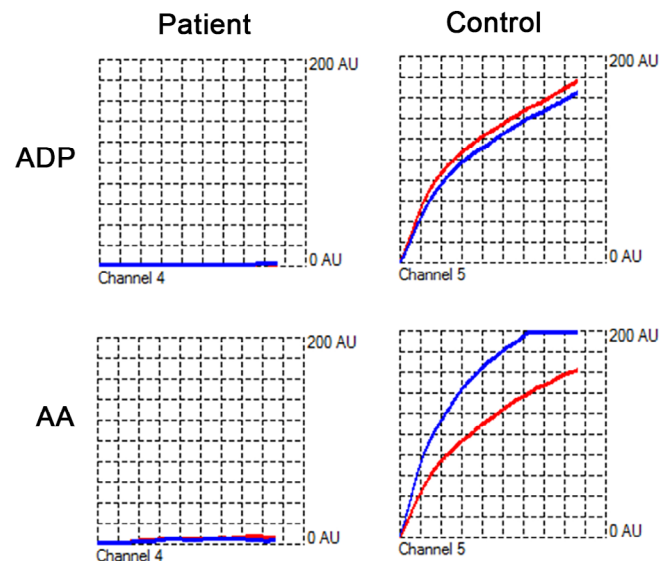 Patient
Control
ADP
200 AU
0 AU
Channel 4
200 AU
0 AU
Channel 5
AA
200 AU
0 AU
Channel 4
200 AU
0 AU
Channel 5